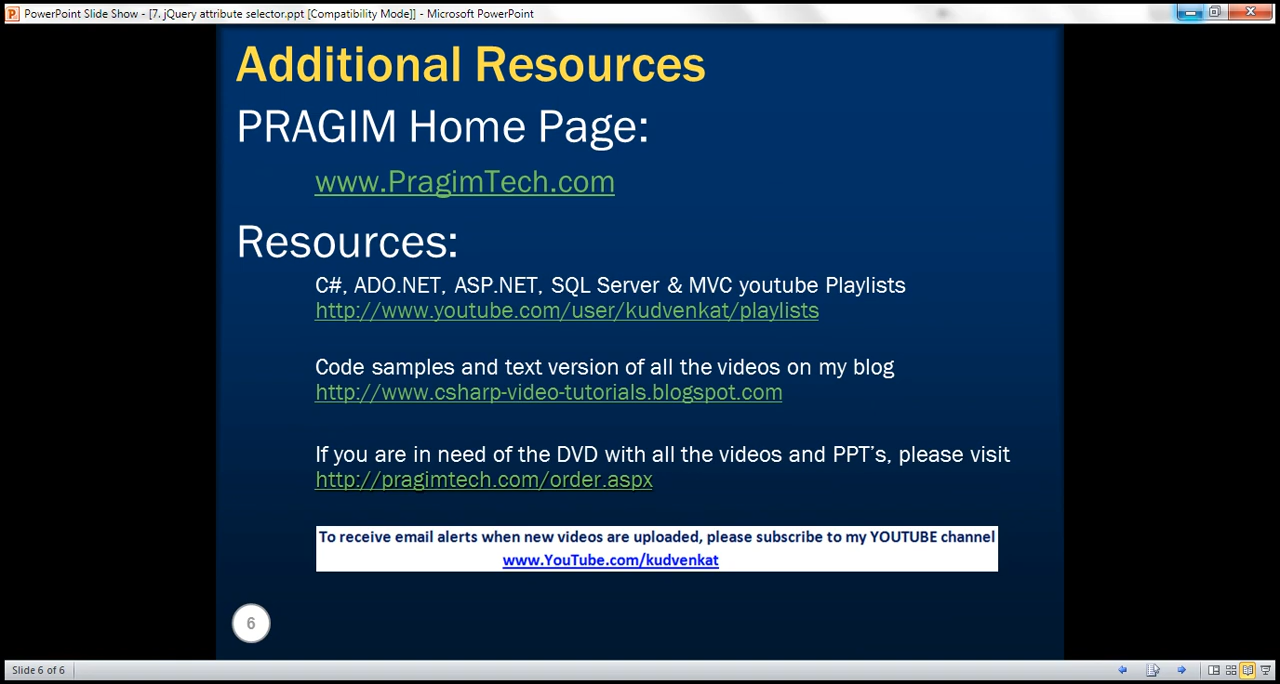 PowerPoint Slide Show - [7. jQuery attribute selector.ppt [Compatibility Mode]] - Microsoft PowerPoint
Additional Resources
PRAGIM Home Page:
www.PragimTech.com
Resources:
C#, ADO.NET, ASP.NET, SQL Server & MVC youtube Playlists
http://www.youtube.com/user/kudvenkat/playlists
Code samples and text version of all the videos on my blog
http://www.csharp-video-tutorials.blogspot.com
If you are in need of the DVD with all the videos and PPT’s, please visit
http://pragimtech.com/order.aspx
To receive email alerts when new videos are uploaded, please subscribe to my YOUTUBE channel
www.YouTube.com/kudvenkat
6
Slide 6 of 6